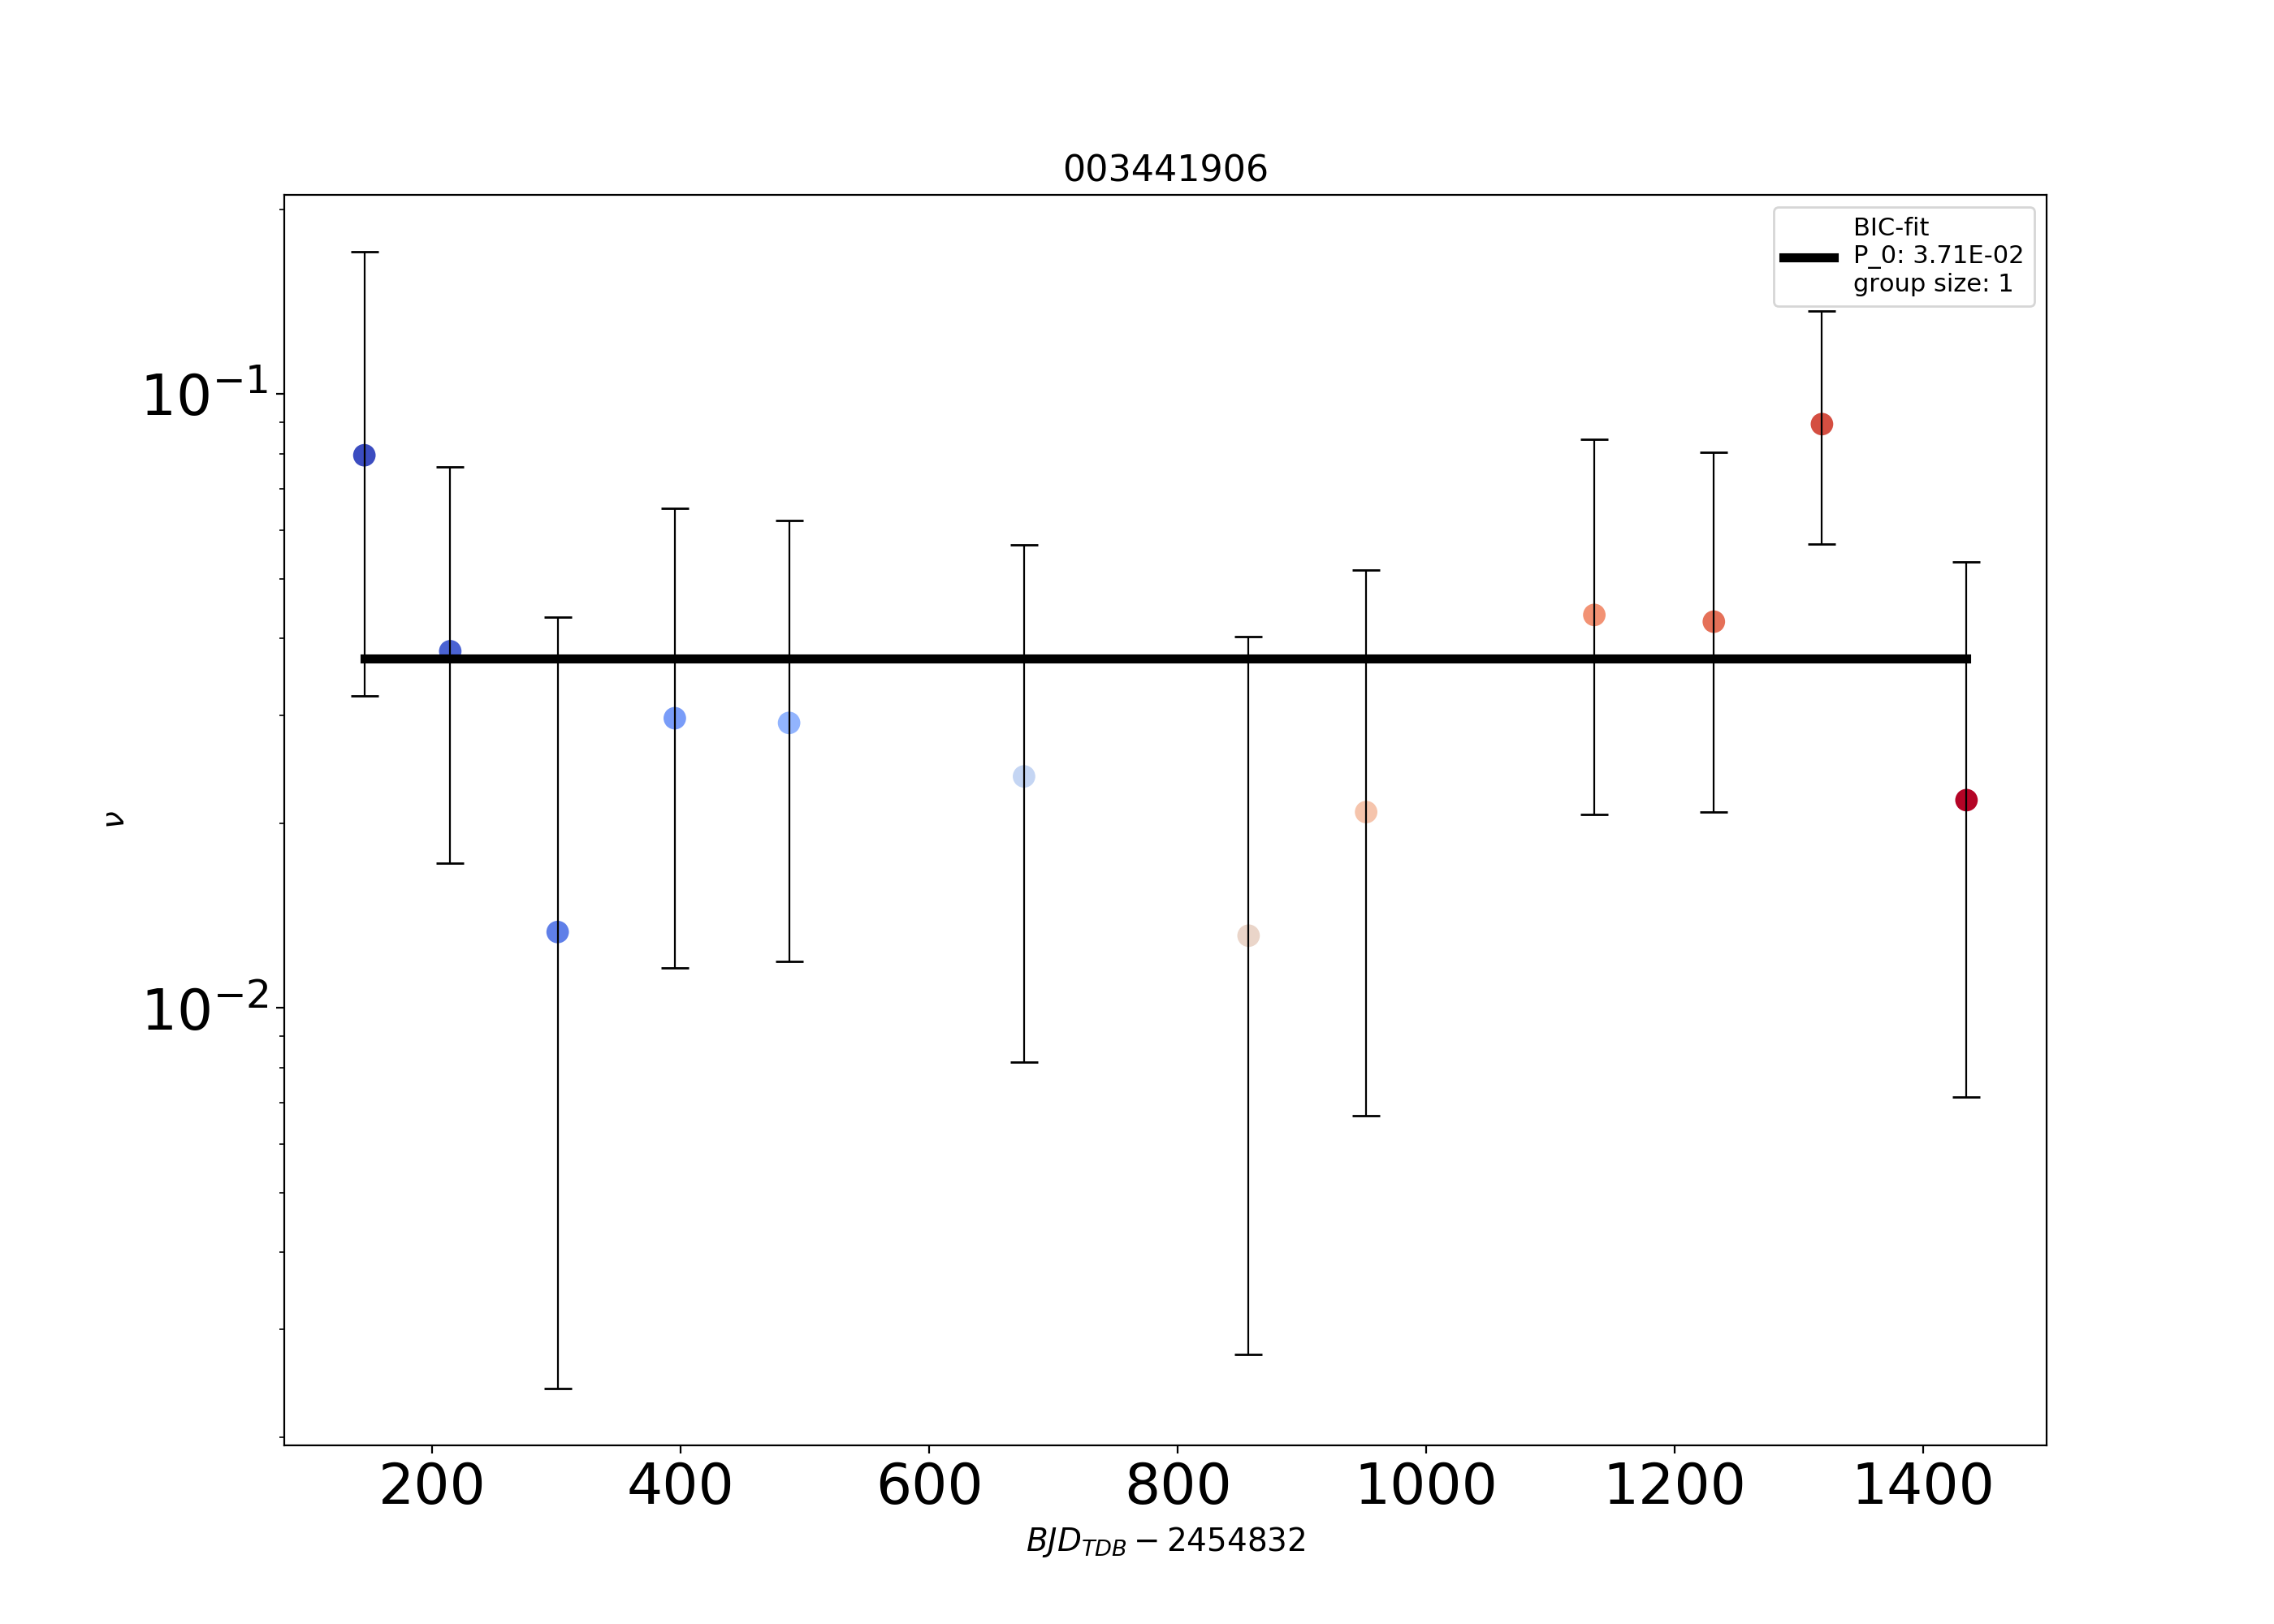 003441906
BIC-fit
P_0: 3.71E-02
group size: 1
10⁻¹
10⁻²
ν
200 400 600 800 1000 1200 1400
BJD_TDB − 2454832